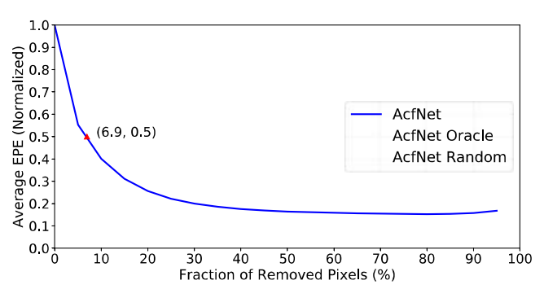 1.0
0.9
0.8
0.7
0.6
0.5
0.4
0.3
0.2
0.1
0.0
Average EPE (Normalized)
(6.9, 0.5)
AcfNet
AcfNet Oracle
AcfNet Random
0 10 20 30 40 50 60 70 80 90 100
Fraction of Removed Pixels (%)